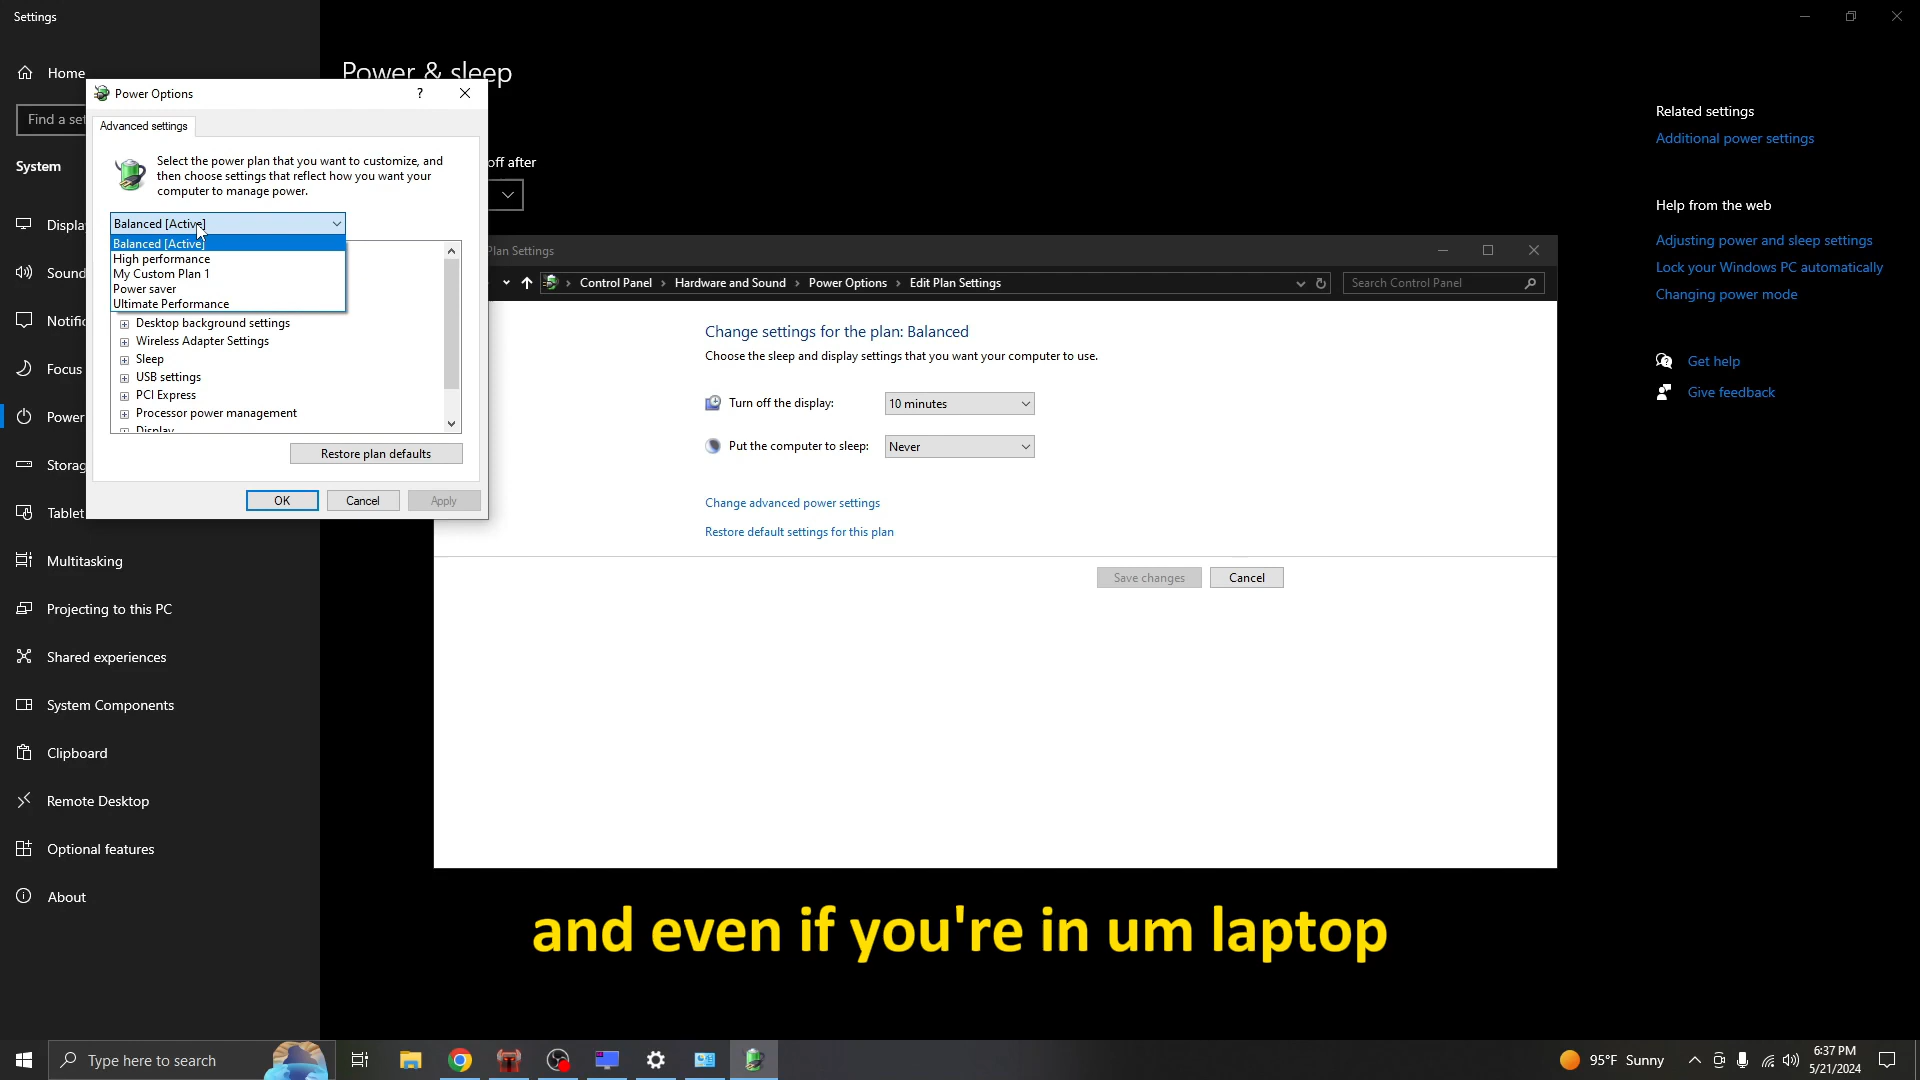 Settings
Home
Find a se
System
Displa
Sound
Notific
Focus
Power
Storag
Tablet
Multitasking
Projecting to this PC
Shared experiences
System Components
Clipboard
Remote Desktop
Optional features
About
Power & sleep
off after
Power Options
?
Advanced settings
Select the power plan that you want to customize, and
then choose settings that reflect how you want your
computer to manage power.
Balanced [Active]
Balanced [Active]
High performance
My Custom Plan 1
Power saver
Ultimate Performance
Desktop background settings
Wireless Adapter Settings
Sleep
USB settings
PCI Express
Processor power management
Display
Restore plan defaults
OK
Cancel
Apply
Plan Settings
Control Panel > Hardware and Sound > Power Options > Edit Plan Settings
Search Control Panel
Change settings for the plan: Balanced
Choose the sleep and display settings that you want your computer to use.
Turn off the display: 10 minutes
Put the computer to sleep: Never
Change advanced power settings
Restore default settings for this plan
Save changes
Cancel
Related settings
Additional power settings
Help from the web
Adjusting power and sleep settings
Lock your Windows PC automatically
Changing power mode
Get help
Give feedback
and even if you're in um laptop
Type here to search
95°F Sunny
6:37 PM
5/21/2024